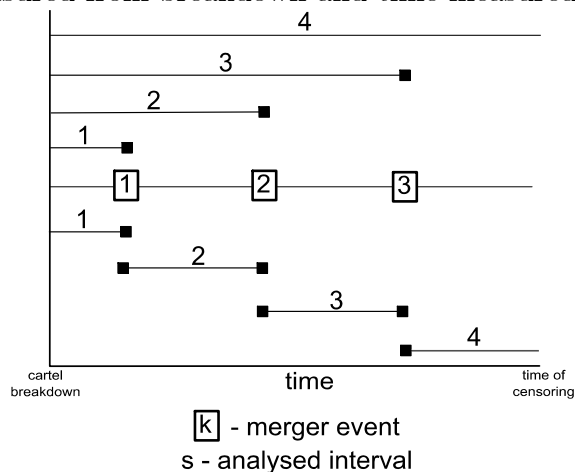 4
3
2
1
1 2 3
1
2
3
4
cartel breakdown
time
time of censoring
k - merger event
s - analysed interval